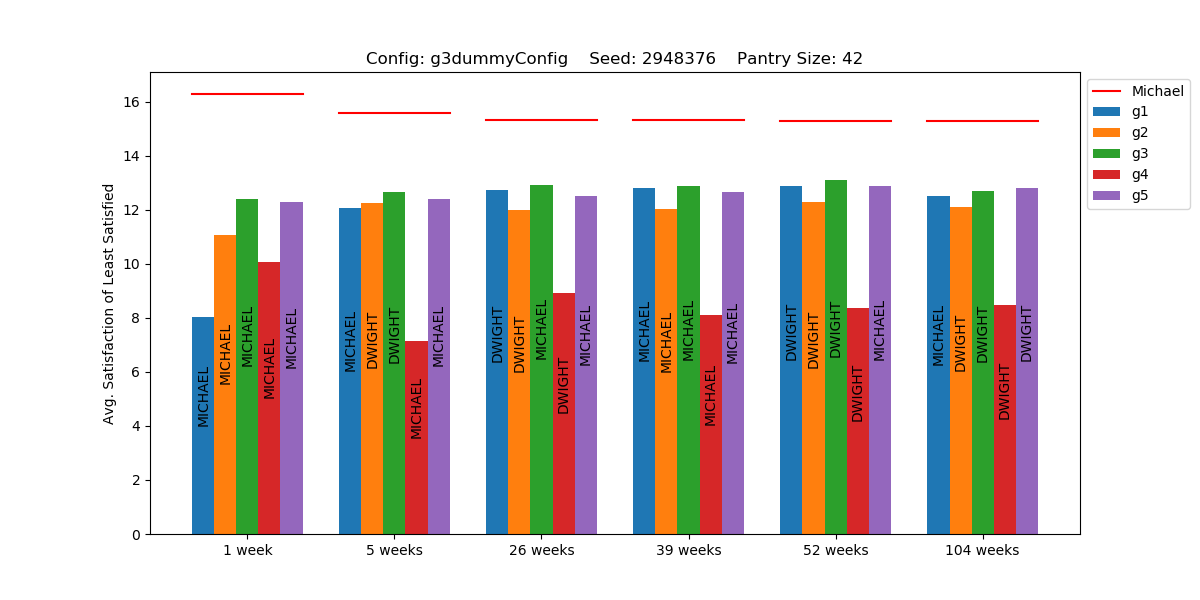 Config: g3dummyConfig    Seed: 2948376    Pantry Size: 42
Avg. Satisfaction of Least Satisfied
16
14
12
10
8
6
4
2
0
MICHAEL
MICHAEL
MICHAEL
MICHAEL
MICHAEL
MICHAEL
DWIGHT
DWIGHT
MICHAEL
MICHAEL
DWIGHT
DWIGHT
MICHAEL
DWIGHT
MICHAEL
MICHAEL
MICHAEL
MICHAEL
MICHAEL
MICHAEL
DWIGHT
DWIGHT
DWIGHT
DWIGHT
MICHAEL
MICHAEL
DWIGHT
DWIGHT
DWIGHT
DWIGHT
1 week
5 weeks
26 weeks
39 weeks
52 weeks
104 weeks
Michael
g1
g2
g3
g4
g5